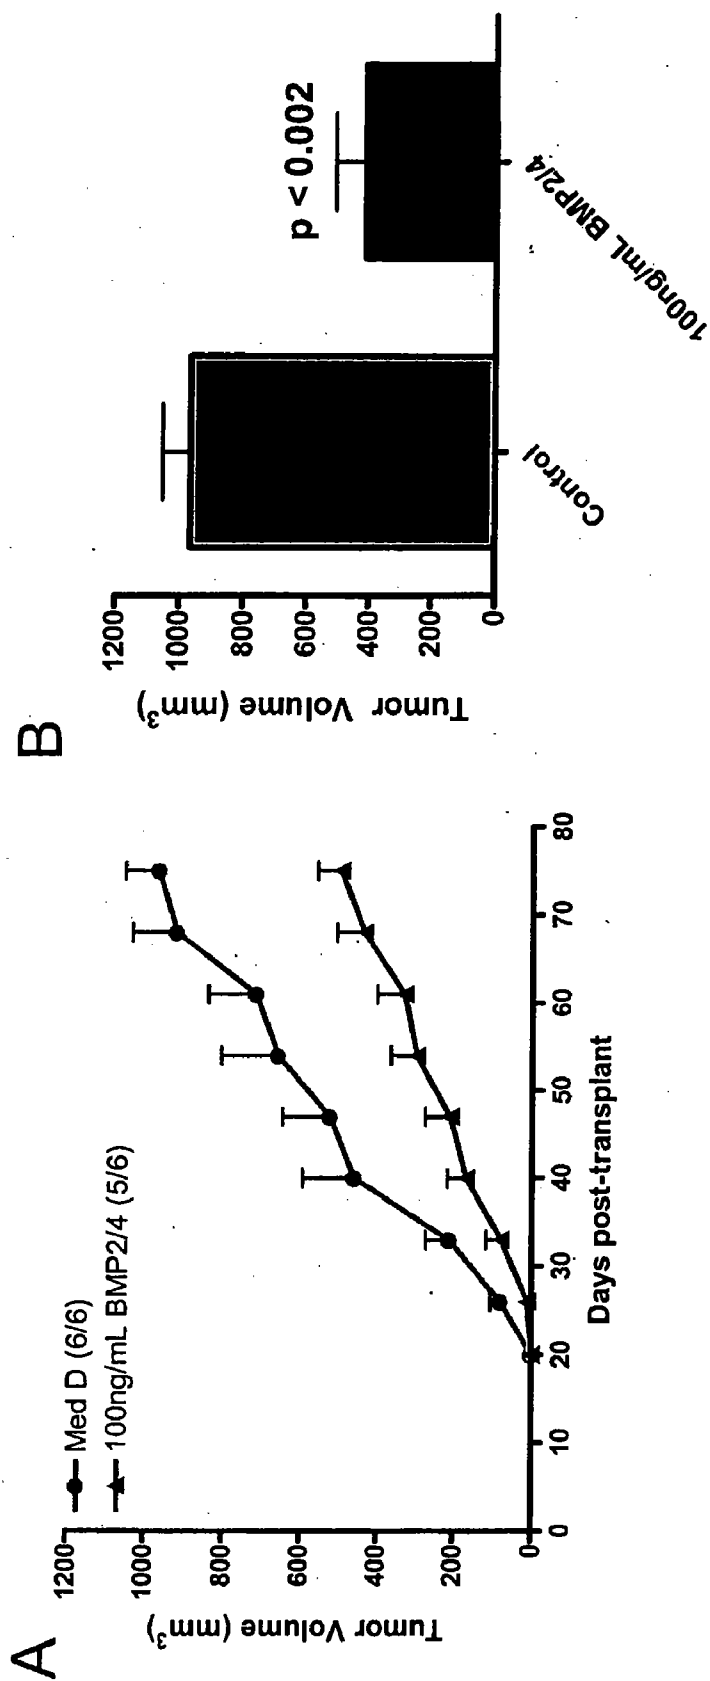 A
Med D (6/6)
100ng/mL BMP2/4 (5/6)
Tumor Volume (mm³)
1200
1000
800
600
400
200
0
0 10 20 30 40 50 60 70 80
Days post-transplant
B
Tumor Volume (mm³)
1200
1000
800
600
400
200
0
p < 0.002
Control
100ng/mL BMP2/4